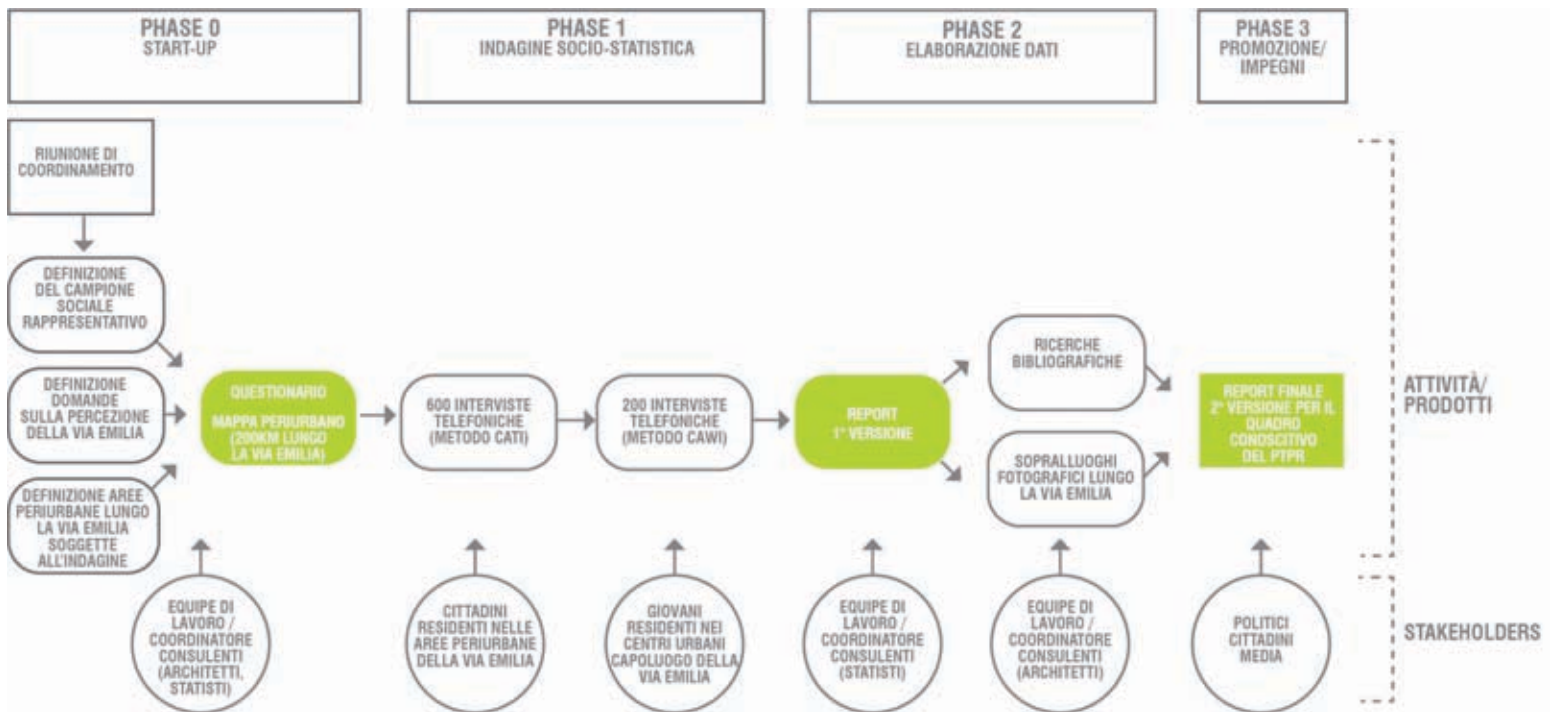 PHASE 0
START-UP
PHASE 1
INDAGINE SOCIO-STATISTICA
PHASE 2
ELABORAZIONE DATI
PHASE 3
PROMOZIONE/
IMPEGNI
RIUNIONE DI
COORDINAMENTO
DEFINIZIONE
DEL CAMPIONE
SOCIALE
RAPPRESENTATIVO
DEFINIZIONE
DOMANDE
SULLA PERCEZIONE
DELLA VIA EMILIA
DEFINIZIONE AREE
PERIURBANE LUNGO
LA VIA EMILIA
SOGGETTE
ALL'INDAGINE
QUESTIONARIO
MAPPA PERIURBANO
(200KM LUNGO
LA VIA EMILIA)
600 INTERVISTE
TELEFONICHE
(METODO CATI)
200 INTERVISTE
TELEFONICHE
(METODO CAWI)
REPORT
1° VERSIONE
RICERCHE
BIBLIOGRAFICHE
SOPRALLUOGHI
FOTOGRAFICI LUNGO
LA VIA EMILIA
REPORT FINALE
2° VERSIONE PER IL
QUADRO
CONOSCITIVO
DEL PTPR
ATTIVITÀ/
PRODOTTI
EQUIPE DI
LAVORO /
COORDINATORE
CONSULENTI
(ARCHITETTI,
STATISTI)
CITTADINI
RESIDENTI NELLE
AREE PERIURBANE
DELLA VIA EMILIA
GIOVANI
RESIDENTI NEI
CENTRI URBANI
CAPOLUOGO DELLA
VIA EMILIA
EQUIPE DI
LAVORO /
COORDINATORE
CONSULENTI
(STATISTI)
EQUIPE DI
LAVORO /
COORDINATORE
CONSULENTI
(ARCHITETTI)
POLITICI
CITTADINI
MEDIA
STAKEHOLDERS